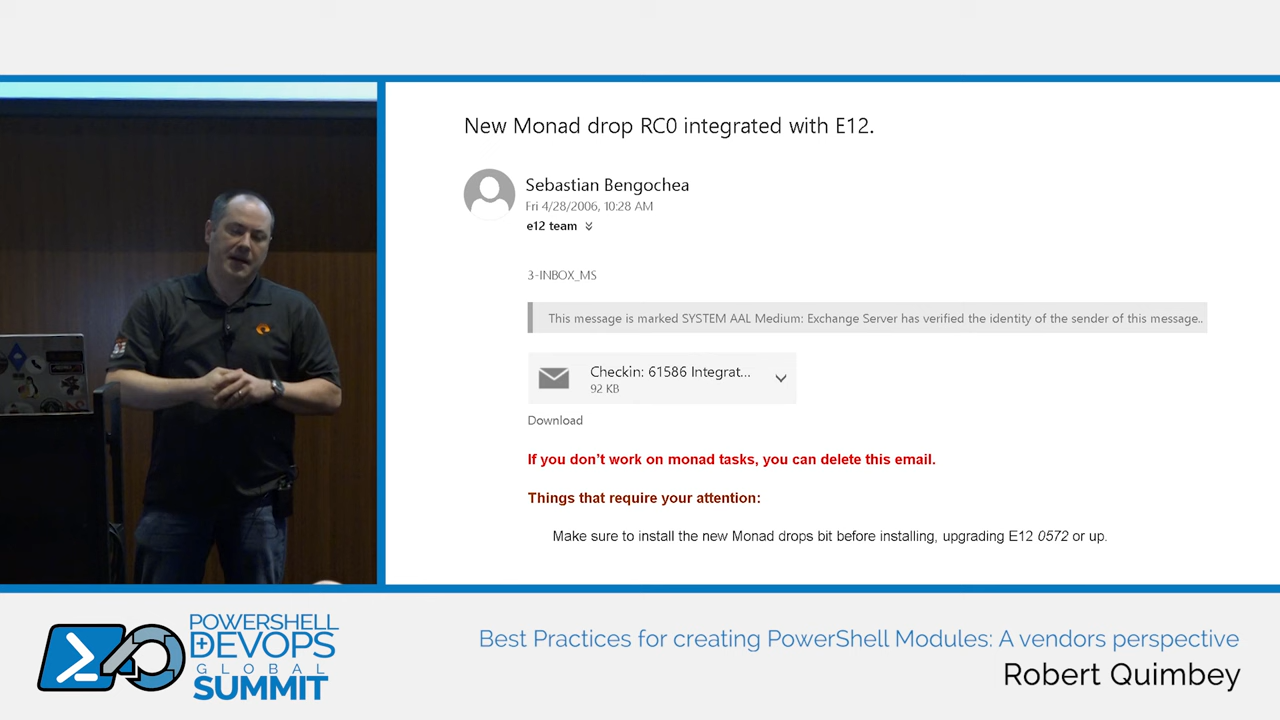 New Monad drop RC0 integrated with E12.
Sebastian Bengochea
Fri 4/28/2006, 10:28 AM
e12 team
3-INBOX_MS
This message is marked SYSTEM AAL Medium: Exchange Server has verified the identity of the sender of this message..
Checkin: 61586 Integrat...
92 KB
Download
If you don't work on monad tasks, you can delete this email.
Things that require your attention:
Make sure to install the new Monad drops bit before installing, upgrading E12 0572 or up.
POWERSHELL
DEVOPS
GLOBAL
SUMMIT
Best Practices for creating PowerShell Modules: A vendors perspective
Robert Quimbey